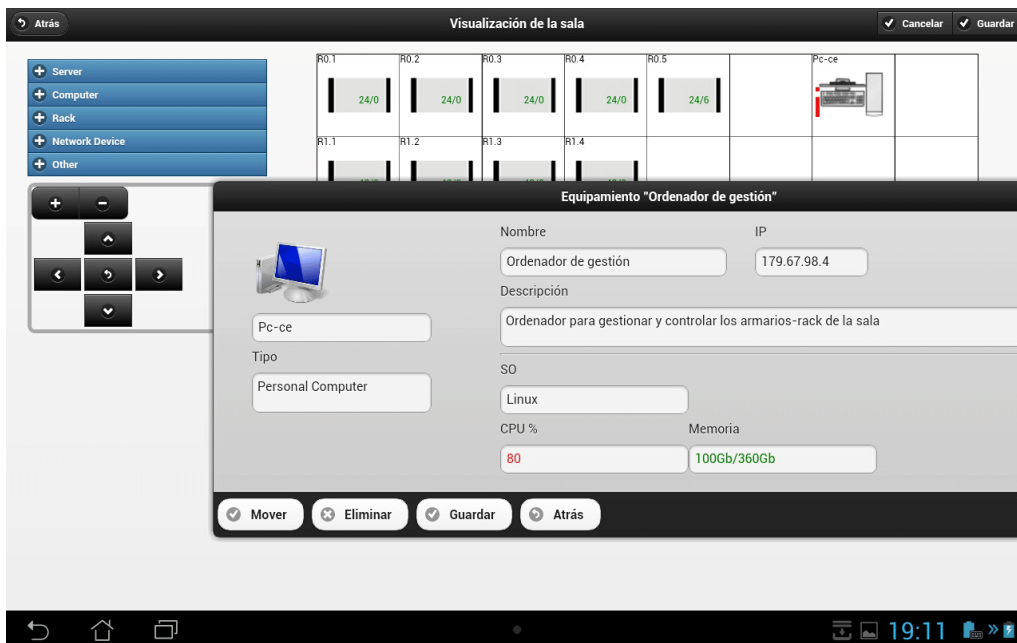 Atrás
Visualización de la sala
Cancelar
Guardar
Server
Computer
Rack
Network Device
Other
R0.1
R0.2
R0.3
R0.4
R0.5
Pc-ce
24/0
24/0
24/0
24/0
24/6
R1.1
R1.2
R1.3
R1.4
Equipamiento "Ordenador de gestión"
Nombre
IP
Ordenador de gestión
179.67.98.4
Descripción
Ordenador para gestionar y controlar los armarios-rack de la sala
Pc-ce
Tipo
Personal Computer
SO
Linux
CPU %
Memoria
80
100Gb/360Gb
Mover
Eliminar
Guardar
Atrás
19:11